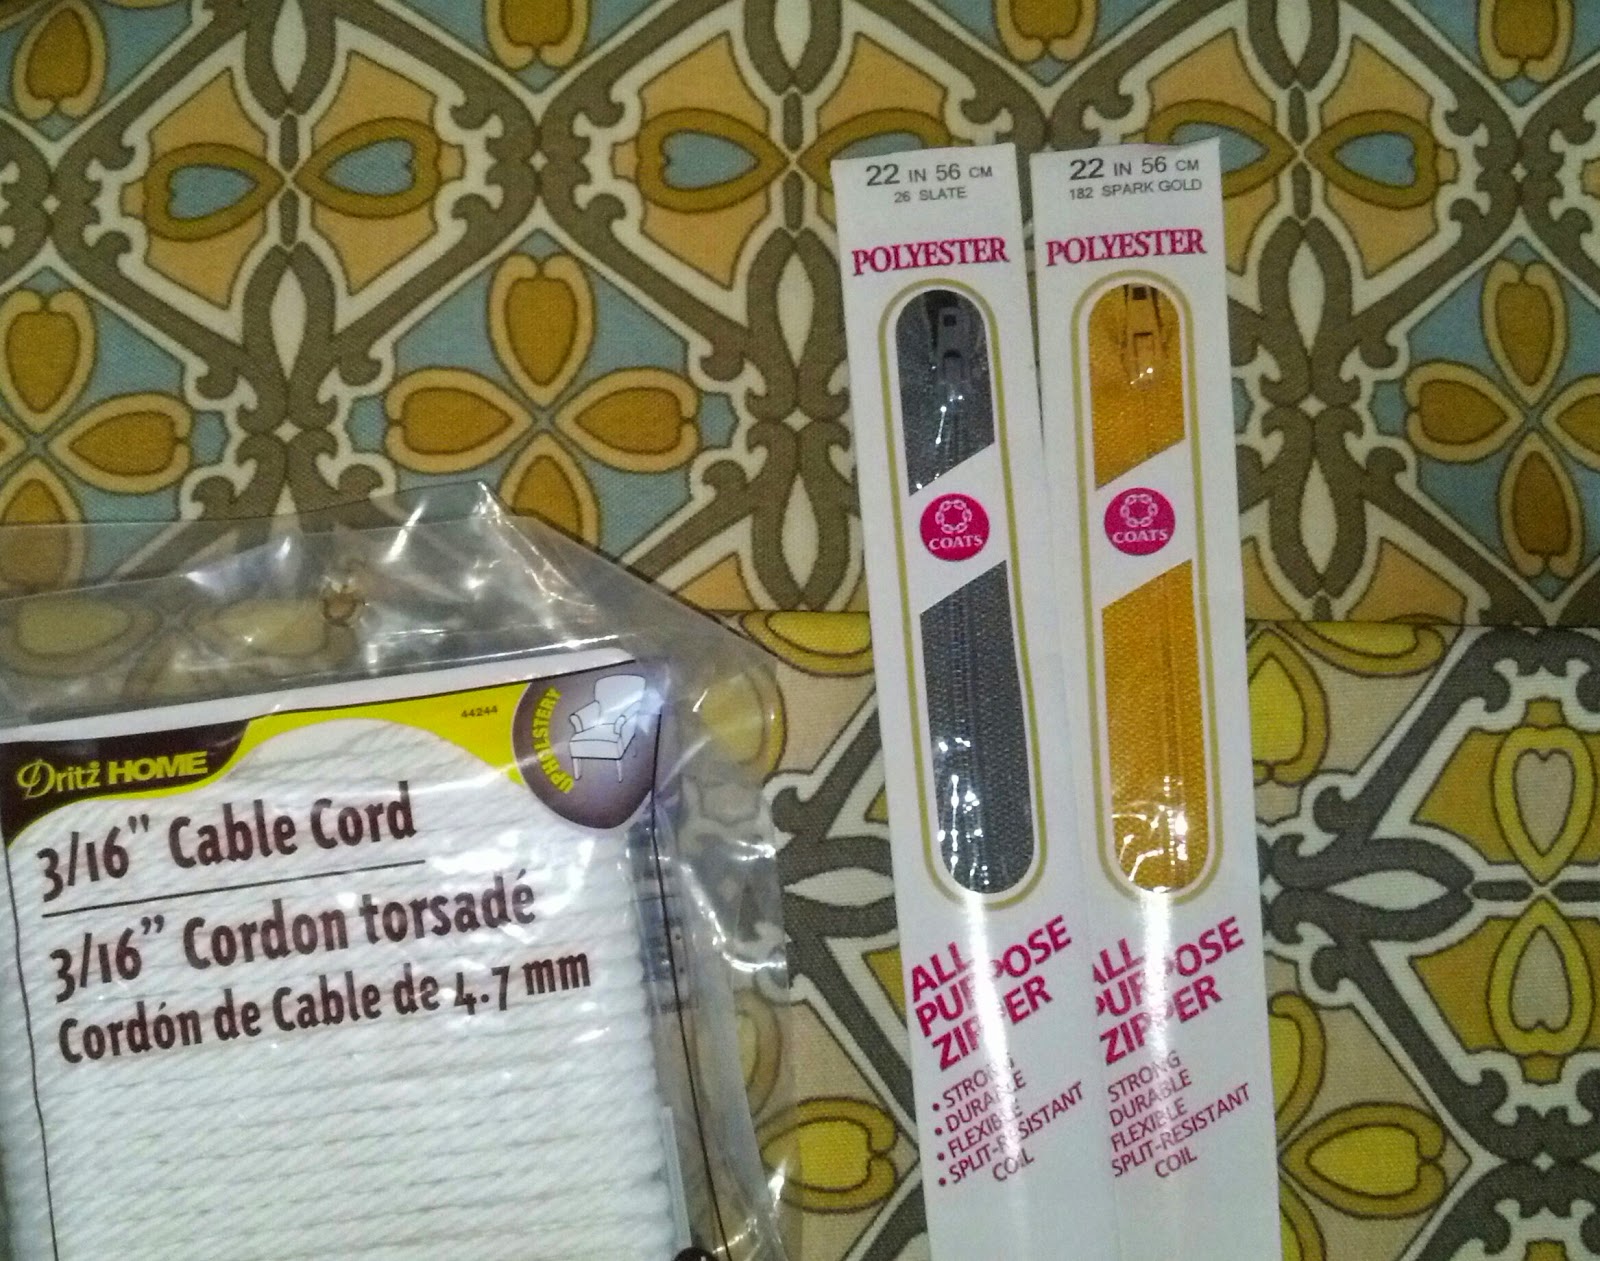 22 IN 56 CM
26 SLATE
POLYESTER
COATS
ALL
PURPOSE
ZIPPER
• STRONG
• DURABLE
• FLEXIBLE
• SPLIT-RESISTANT
COIL
22 IN 56 CM
182 SPARK GOLD
POLYESTER
COATS
ALL
PURPOSE
ZIPPER
STRONG
DURABLE
FLEXIBLE
SPLIT-RESISTANT
COIL
44244
UPHOLSTERY
Dritz HOME
3/16" Cable Cord
3/16" Cordon torsadé
Cordón de Cable de 4.7 mm